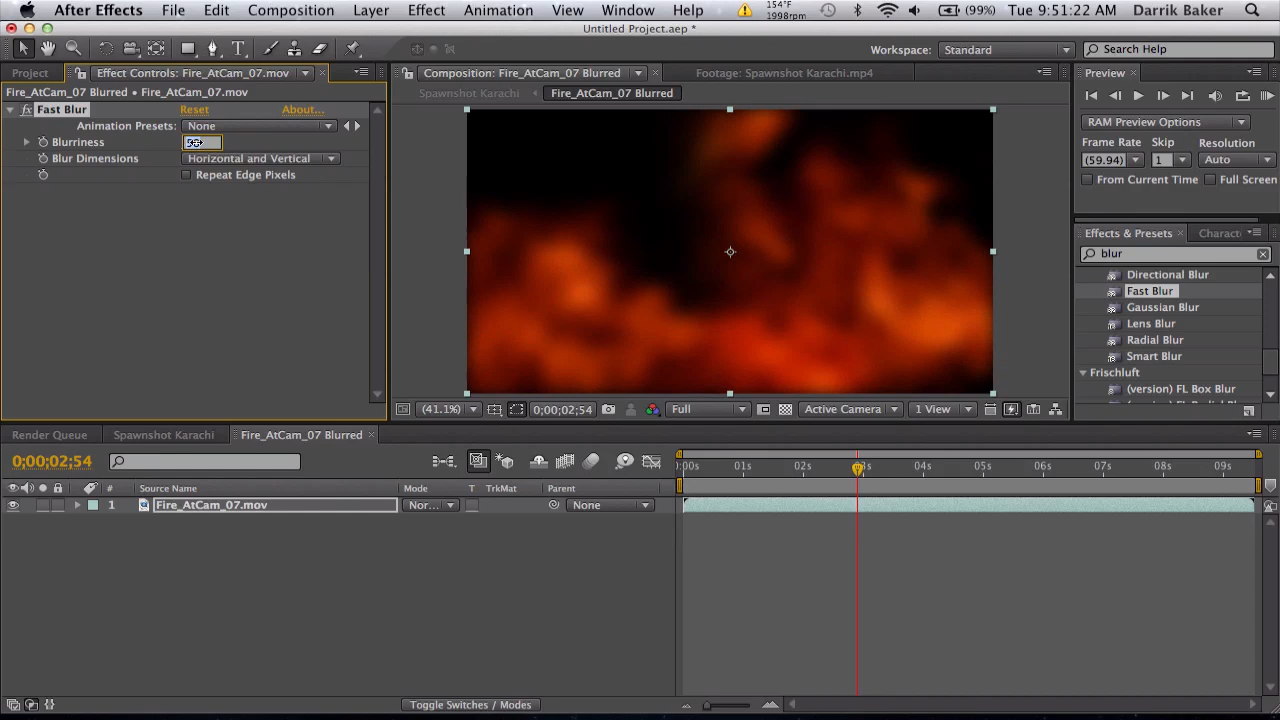 After Effects File Edit Composition Layer Effect Animation View Window Help 154°F 1998rpm (99%) Tue 9:51:22 AM Darrik Baker
Untitled Project.aep *
T Workspace: Standard Search Help
Project Effect Controls: Fire_AtCam_07.mov Composition: Fire_AtCam_07 Blurred Footage: Spawnshot Karachi.mp4 Preview
Fire_AtCam_07 Blurred • Fire_AtCam_07.mov Spawnshot Karachi Fire_AtCam_07 Blurred
fx Fast Blur Reset About...
Animation Presets: None RAM Preview Options
Blurriness Frame Rate Skip Resolution
Blur Dimensions Horizontal and Vertical (59.94) 1 Auto
Repeat Edge Pixels From Current Time Full Screen
Effects & Presets
blur
Directional Blur
Fast Blur
Gaussian Blur
Lens Blur
Radial Blur
Smart Blur
Frischluft
(version) FL Box Blur
(41.1%) 0;00;02;54 Full Active Camera 1 View
Render Queue Spawnshot Karachi Fire_AtCam_07 Blurred
0;00;02;54 :00s 01s 02s 03s 04s 05s 06s 07s 08s 09s
# Source Name Mode T TrkMat Parent
1 Fire_AtCam_07.mov Nor... None
Toggle Switches / Modes